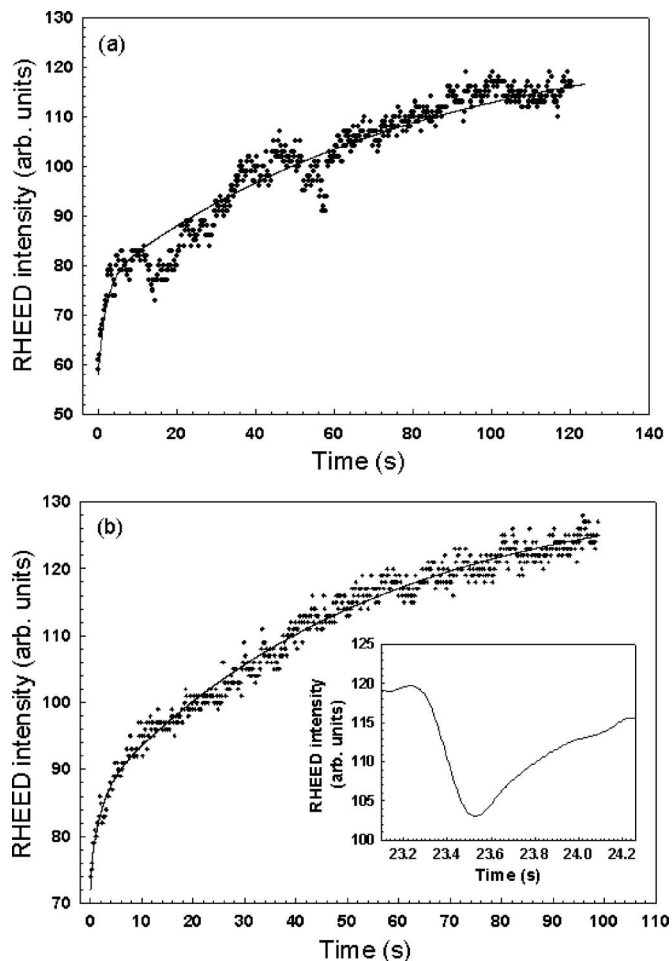 (a)
RHEED intensity (arb. units)
130
120
110
100
90
80
70
60
50
0 20 40 60 80 100 120 140
Time (s)
(b)
RHEED intensity (arb. units)
130
120
110
100
90
80
70
0 10 20 30 40 50 60 70 80 90 100 110
Time (s)
RHEED intensity
(arb. units)
125
120
115
110
105
100
23.2 23.4 23.6 23.8 24.0 24.2
Time (s)